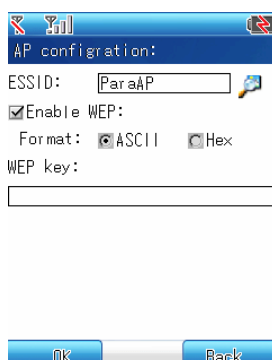 AP configration:
ESSID: ParaAP
Enable WEP:
Format: ASCII Hex
WEP key:
OK Back